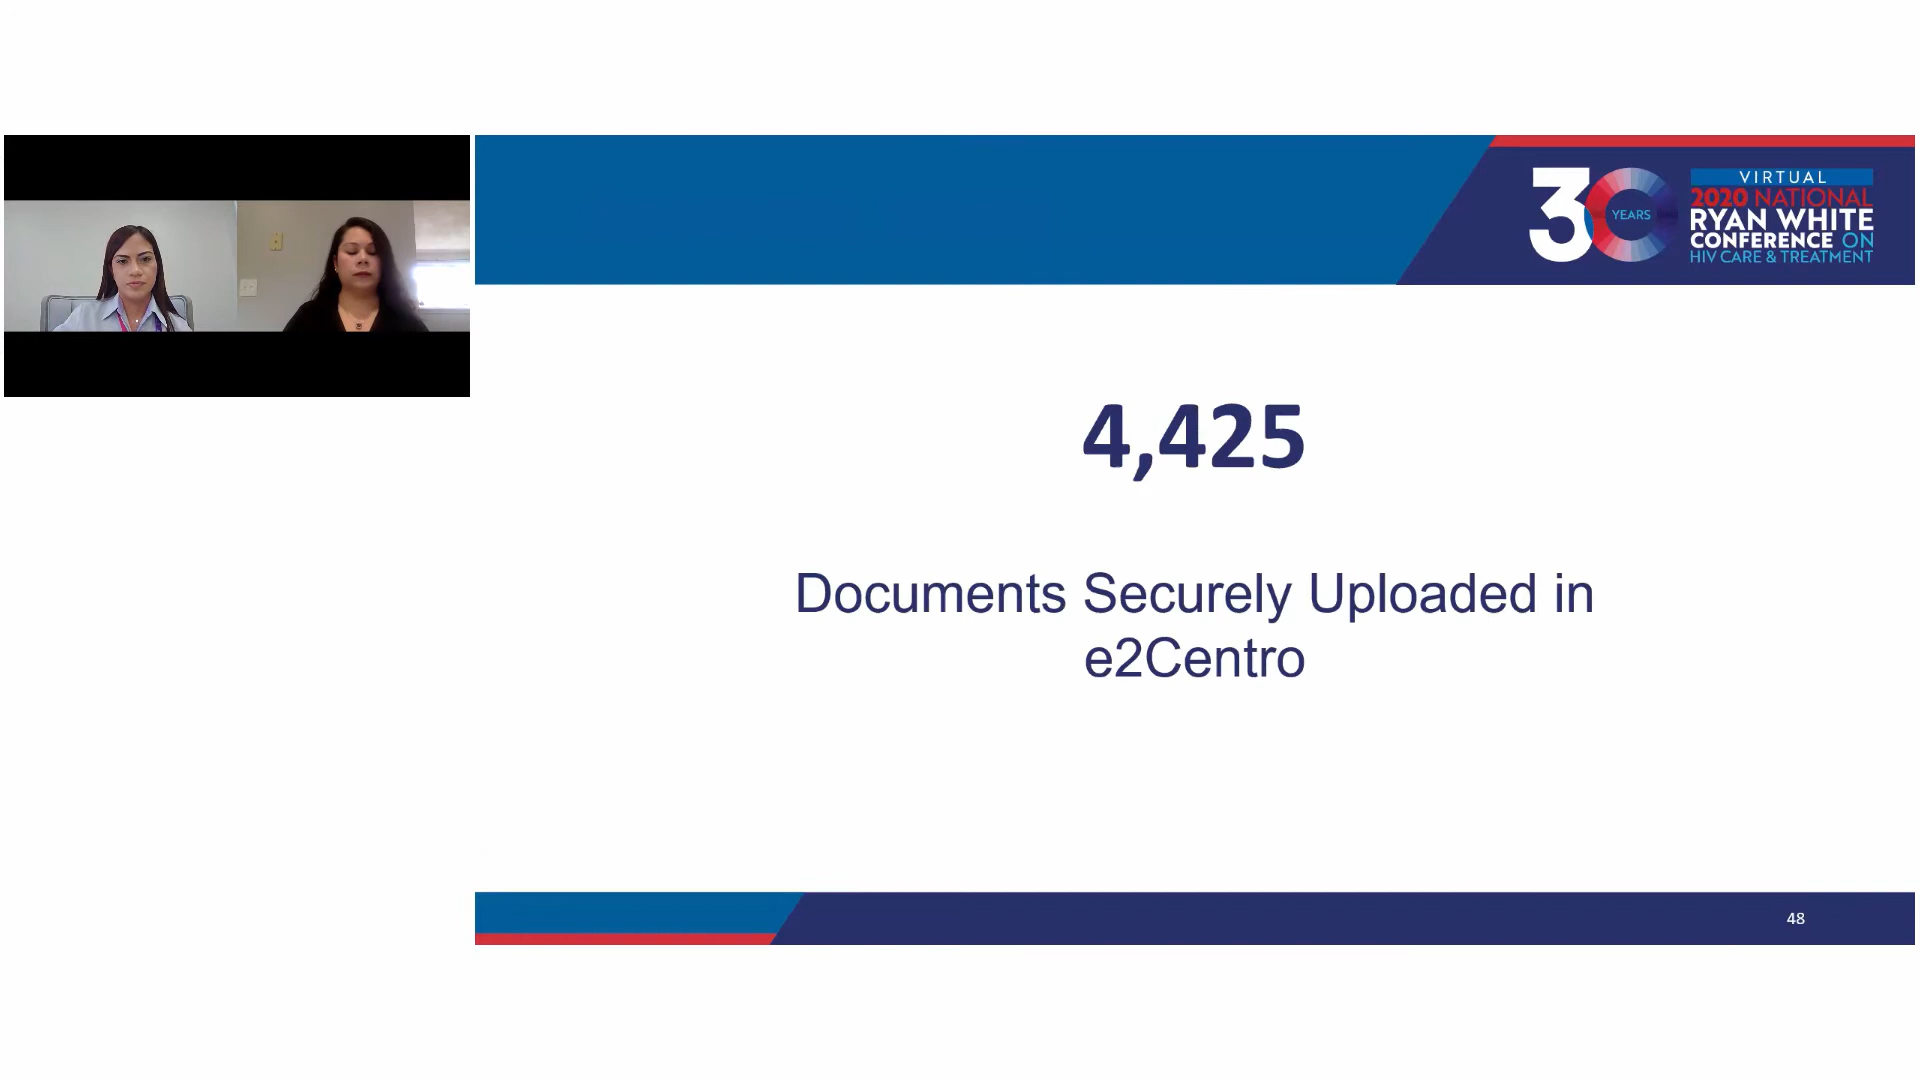 30
YEARS
VIRTUAL
2020 NATIONAL
RYAN WHITE
CONFERENCE ON
HIV CARE & TREATMENT
4,425
Documents Securely Uploaded in
e2Centro
48